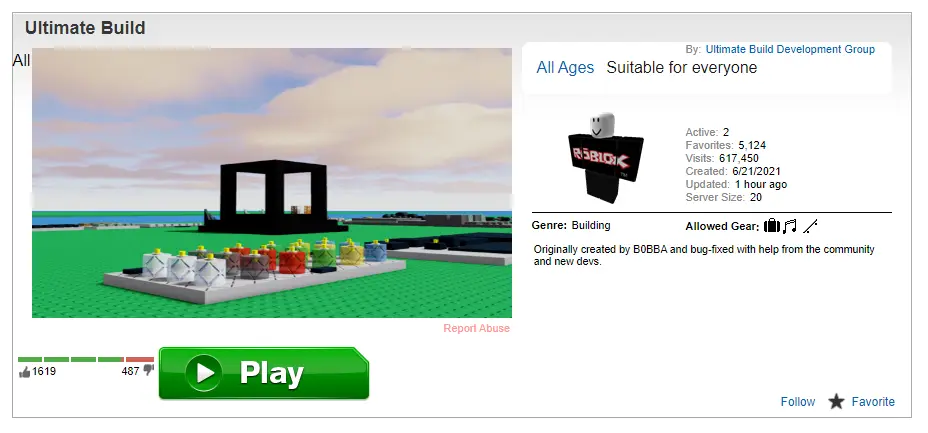 Ultimate Build
All
By: Ultimate Build Development Group
All Ages Suitable for everyone
ROBLOX
Active: 2
Favorites: 5,124
Visits: 617,450
Created: 6/21/2021
Updated: 1 hour ago
Server Size: 20
Genre: Building
Allowed Gear:
Originally created by B0BBA and bug-fixed with help from the community
and new devs.
Report Abuse
1619
487
Play
Follow
Favorite